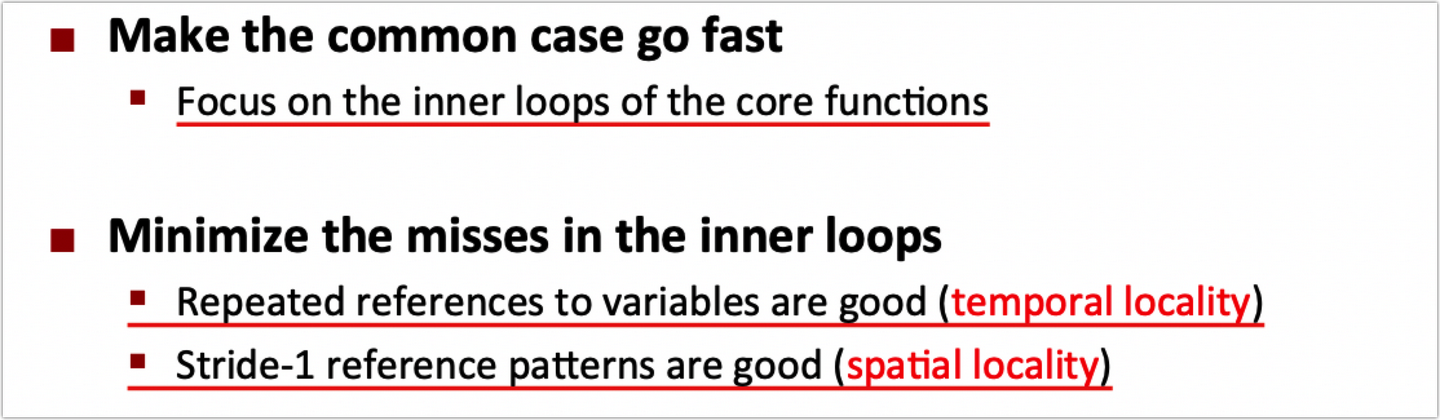 Make the common case go fast
Focus on the inner loops of the core functions
Minimize the misses in the inner loops
Repeated references to variables are good (temporal locality)
Stride-1 reference patterns are good (spatial locality)